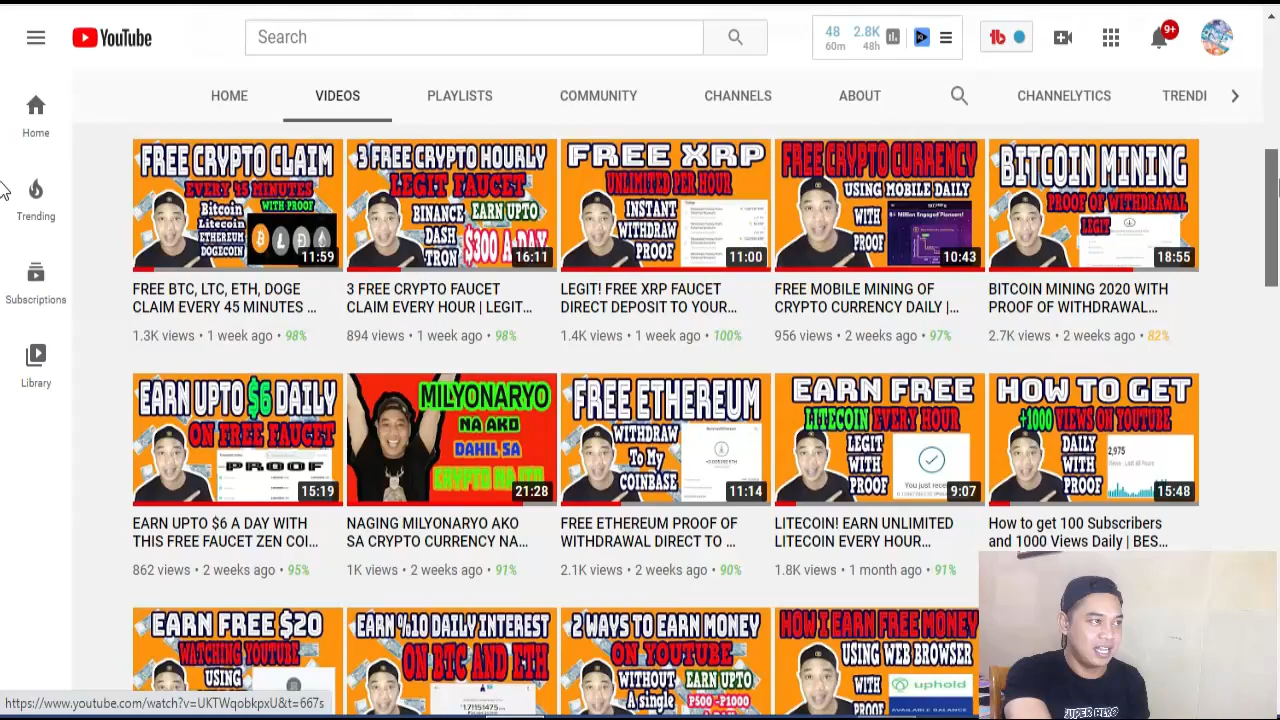 YouTube
Search
48 2.8K
60m 48h
9+
HOME VIDEOS PLAYLISTS COMMUNITY CHANNELS ABOUT CHANNELYTICS TRENDI
Home
Trending
Subscriptions
Library
FREE CRYPTO CLAIM
EVERY 45 MINUTES
WITH PROOF
Bitcoin
Litecoin
ETHEREUM
11:59
FREE BTC, LTC, ETH, DOGE
CLAIM EVERY 45 MINUTES ...
1.3K views • 1 week ago • 98%
3 FREE CRYPTO HOURLY
LEGIT FAUCET
BINANCE
EARN UPTO
TRON
16:11
3 FREE CRYPTO FAUCET
CLAIM EVERY HOUR | LEGIT...
894 views • 1 week ago • 98%
FREE XRP
UNLIMITED PER HOUR
INSTANT
WITHDRAW
PROOF
11:00
LEGIT! FREE XRP FAUCET
DIRECT DEPOSIT TO YOUR...
1.4K views • 1 week ago • 100%
FREE CRYPTO CURRENCY
USING MOBILE DAILY
WITH
PROOF
10:43
FREE MOBILE MINING OF
CRYPTO CURRENCY DAILY |...
956 views • 2 weeks ago • 97%
BITCOIN MINING
PROOF OF WITHDRAWAL
LEGIT
18:55
BITCOIN MINING 2020 WITH
PROOF OF WITHDRAWAL...
2.7K views • 2 weeks ago • 82%
EARN UPTO $6 DAILY
ON FREE FAUCET
PROOF
15:19
EARN UPTO $6 A DAY WITH
THIS FREE FAUCET ZEN COI...
862 views • 2 weeks ago • 95%
MILYONARYO
NA AKO
DAHIL SA
21:28
NAGING MILYONARYO AKO
SA CRYPTO CURRENCY NA...
1K views • 2 weeks ago • 91%
FREE ETHEREUM
WITHDRAW
To My
COINBASE
11:14
FREE ETHEREUM PROOF OF
WITHDRAWAL DIRECT TO ...
2.1K views • 2 weeks ago • 90%
EARN FREE
LITECOIN EVERY HOUR
LEGIT
WITH
PROOF
You just rece
9:07
LITECOIN! EARN UNLIMITED
LITECOIN EVERY HOUR...
1.8K views • 1 month ago • 91%
HOW TO GET
+1000 VIEWS ON YOUTUBE
DAILY
WITH
PROOF
2,975
15:48
How to get 100 Subscribers
and 1000 Views Daily | BES...
EARN FREE $20
WATCHING YOUTUBE
USING
EARN %10 DAILY INTEREST
ON BTC AND ETH
2 WAYS TO EARN MONEY
ON YOUTUBE
WITHOUT
A single
EARN UPTO
P500 -P1000
HOW I EARN FREE MONEY
USING WEB BROWSER
WITH
PROOF
uphold
AVAILABLE BALANCE
SUPER HERO
https://www.youtube.com/watch?v=UKTWqobkpxU&t=667s